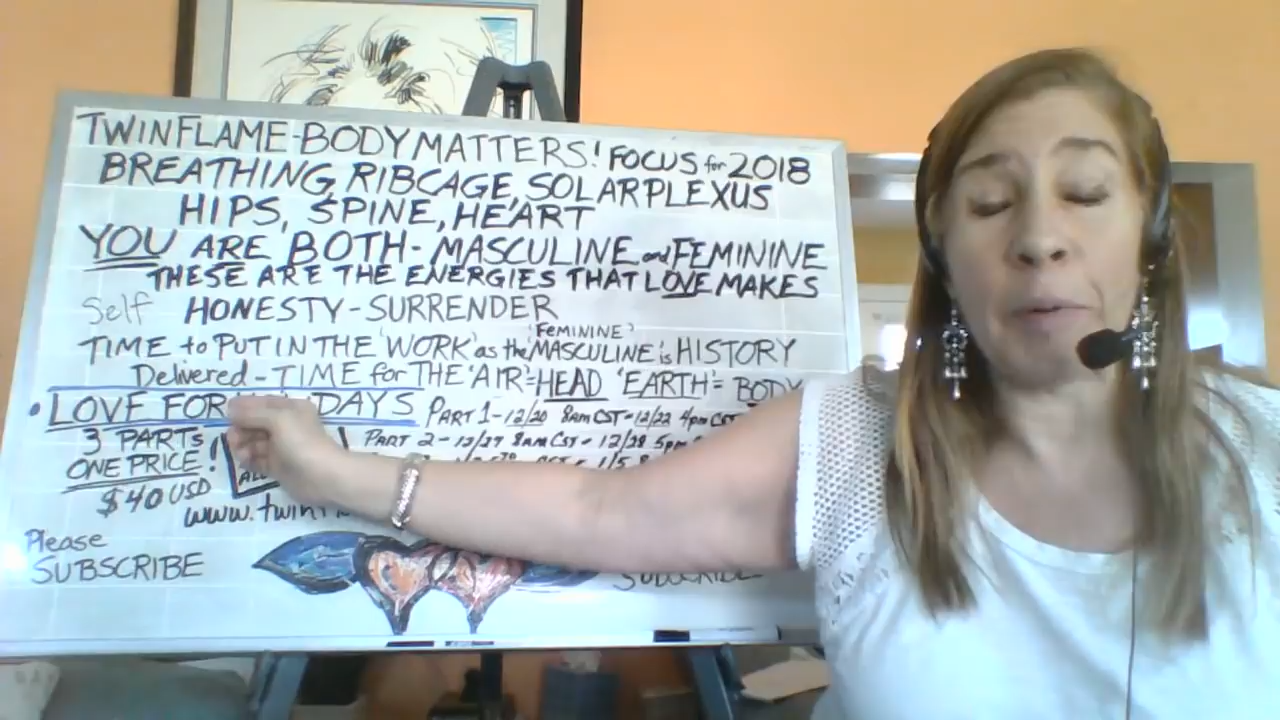 TWINFLAME-BODY MATTERS! FOCUS for 2018
BREATHING, RIBCAGE, SOLARPLEXUS
HIPS, SPINE, HEART
YOU ARE BOTH - MASCULINE and FEMININE
THESE ARE THE ENERGIES THAT LOVE MAKES
Self HONESTY - SURRENDER
'FEMININE'
TIME to PUT IN THE 'WORK' as the 'MASCULINE' is HISTORY
Delivered - TIME for THE 'AIR'=HEAD 'EARTH'= BODY
• LOVE FOR DAYS PART 1 - 12/20 8am CST - 12/22 4pm CST
3 PARTS PART 2 - 12/27 8am CST - 12/28 5pm
ONE PRICE! 1/5
$40 USD
www.twin
Please
SUBSCRIBE
SUBSCRIBE